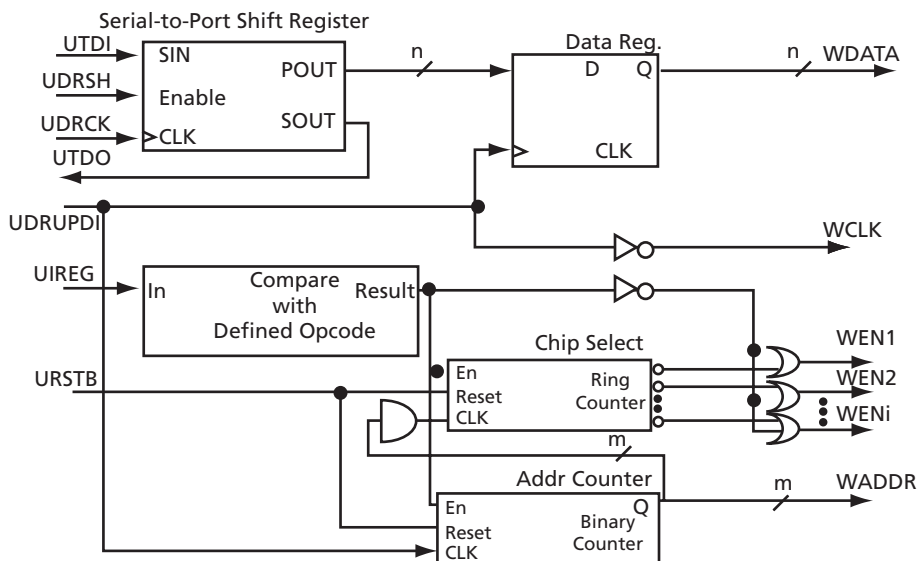 Serial-to-Port Shift Register
UTDI
SIN
UDRSH
Enable
UDRCK
CLK
UTDO
POUT
SOUT
n
Data Reg.
D Q
CLK
n
WDATA
UDRUPDI
WCLK
UIREG
In
Compare
with
Defined Opcode
Result
Chip Select
URSTB
En
Reset
CLK
Ring
Counter
WEN1
WEN2
WENi
m
Addr Counter
En
Reset
CLK
Q
Binary
Counter
m
WADDR